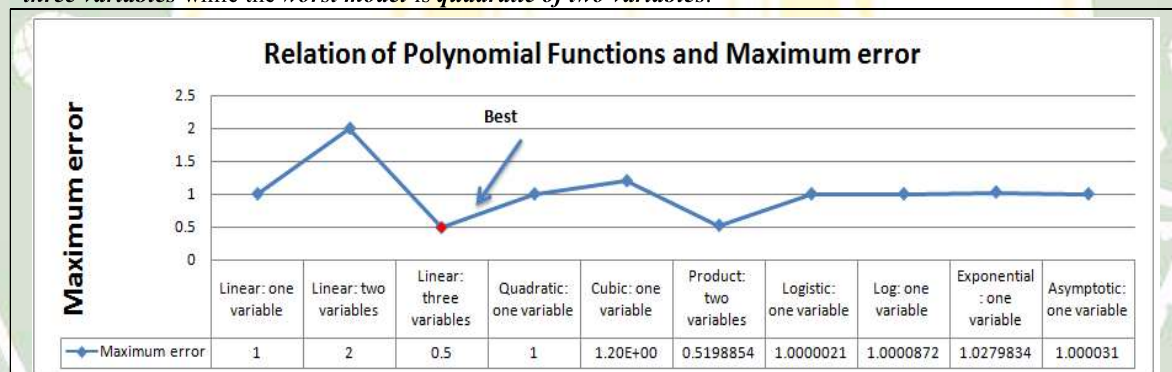 three variables while the worst model is quadratic of two variables.
Relation of Polynomial Functions and Maximum error
Maximum error
2.5
2
1.5
1
0.5
0
Best
Linear: one variable
Linear: two variables
Linear: three variables
Quadratic: one variable
Cubic: one variable
Product: two variables
Logistic: one variable
Log: one variable
Exponential : one variable
Asymptotic: one variable
Maximum error 1 2 0.5 1 1.20E+00 0.5198854 1.0000021 1.0000872 1.0279834 1.000031